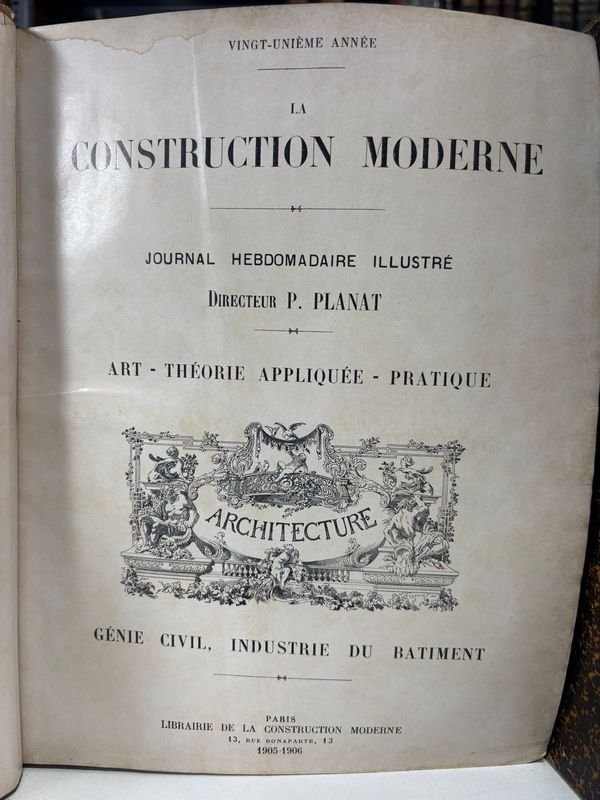 VINGT-UNIÈME ANNÉE
LA
CONSTRUCTION MODERNE
JOURNAL HEBDOMADAIRE ILLUSTRÉ
DIRECTEUR P. PLANAT
ART - THÉORIE APPLIQUÉE - PRATIQUE
ARCHITECTURE
GÉNIE CIVIL, INDUSTRIE DU BATIMENT
PARIS
LIBRAIRIE DE LA CONSTRUCTION MODERNE
13, RUE BONAPARTE, 13
1905-1906